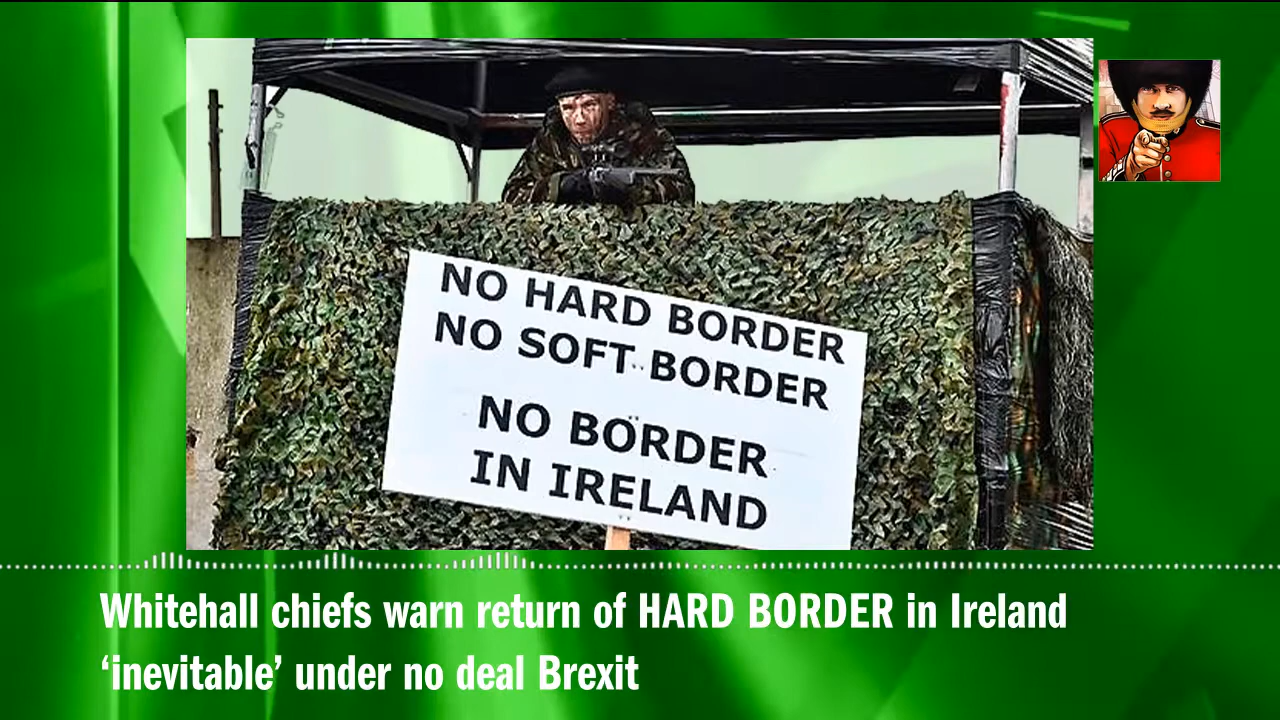 NO HARD BORDER
NO SOFT BORDER
NO BORDER
IN IRELAND
Whitehall chiefs warn return of HARD BORDER in Ireland
‘inevitable’ under no deal Brexit